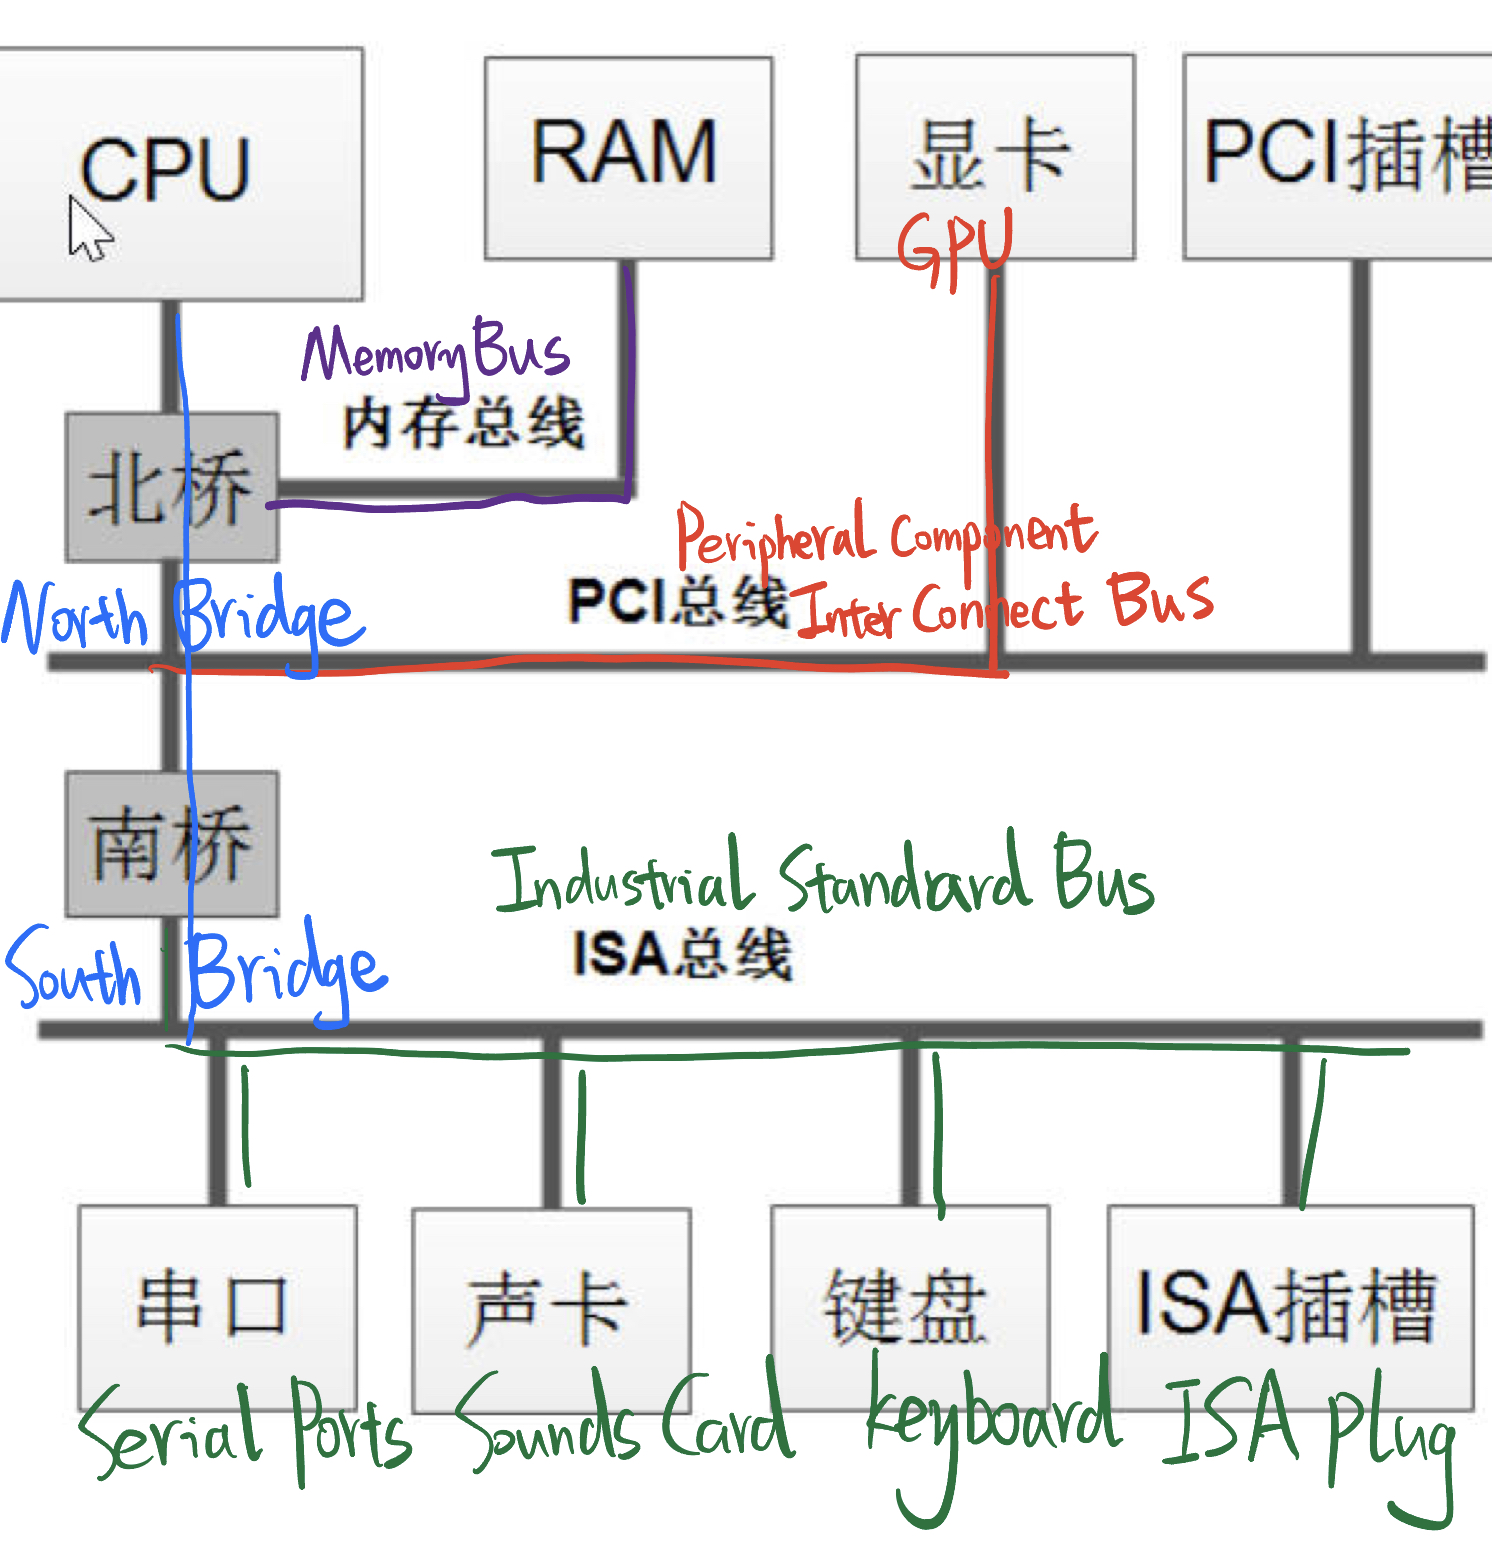 CPU
RAM
显卡
PCI插槽
GPU
Memory Bus
内存总线
北桥
Peripheral Component
PCI总线
Inter Connect Bus
North Bridge
南桥
Industrial Standrard Bus
ISA总线
South Bridge
串口
声卡
键盘
ISA插槽
Serial Ports
Sounds Card
keyboard
ISA plug